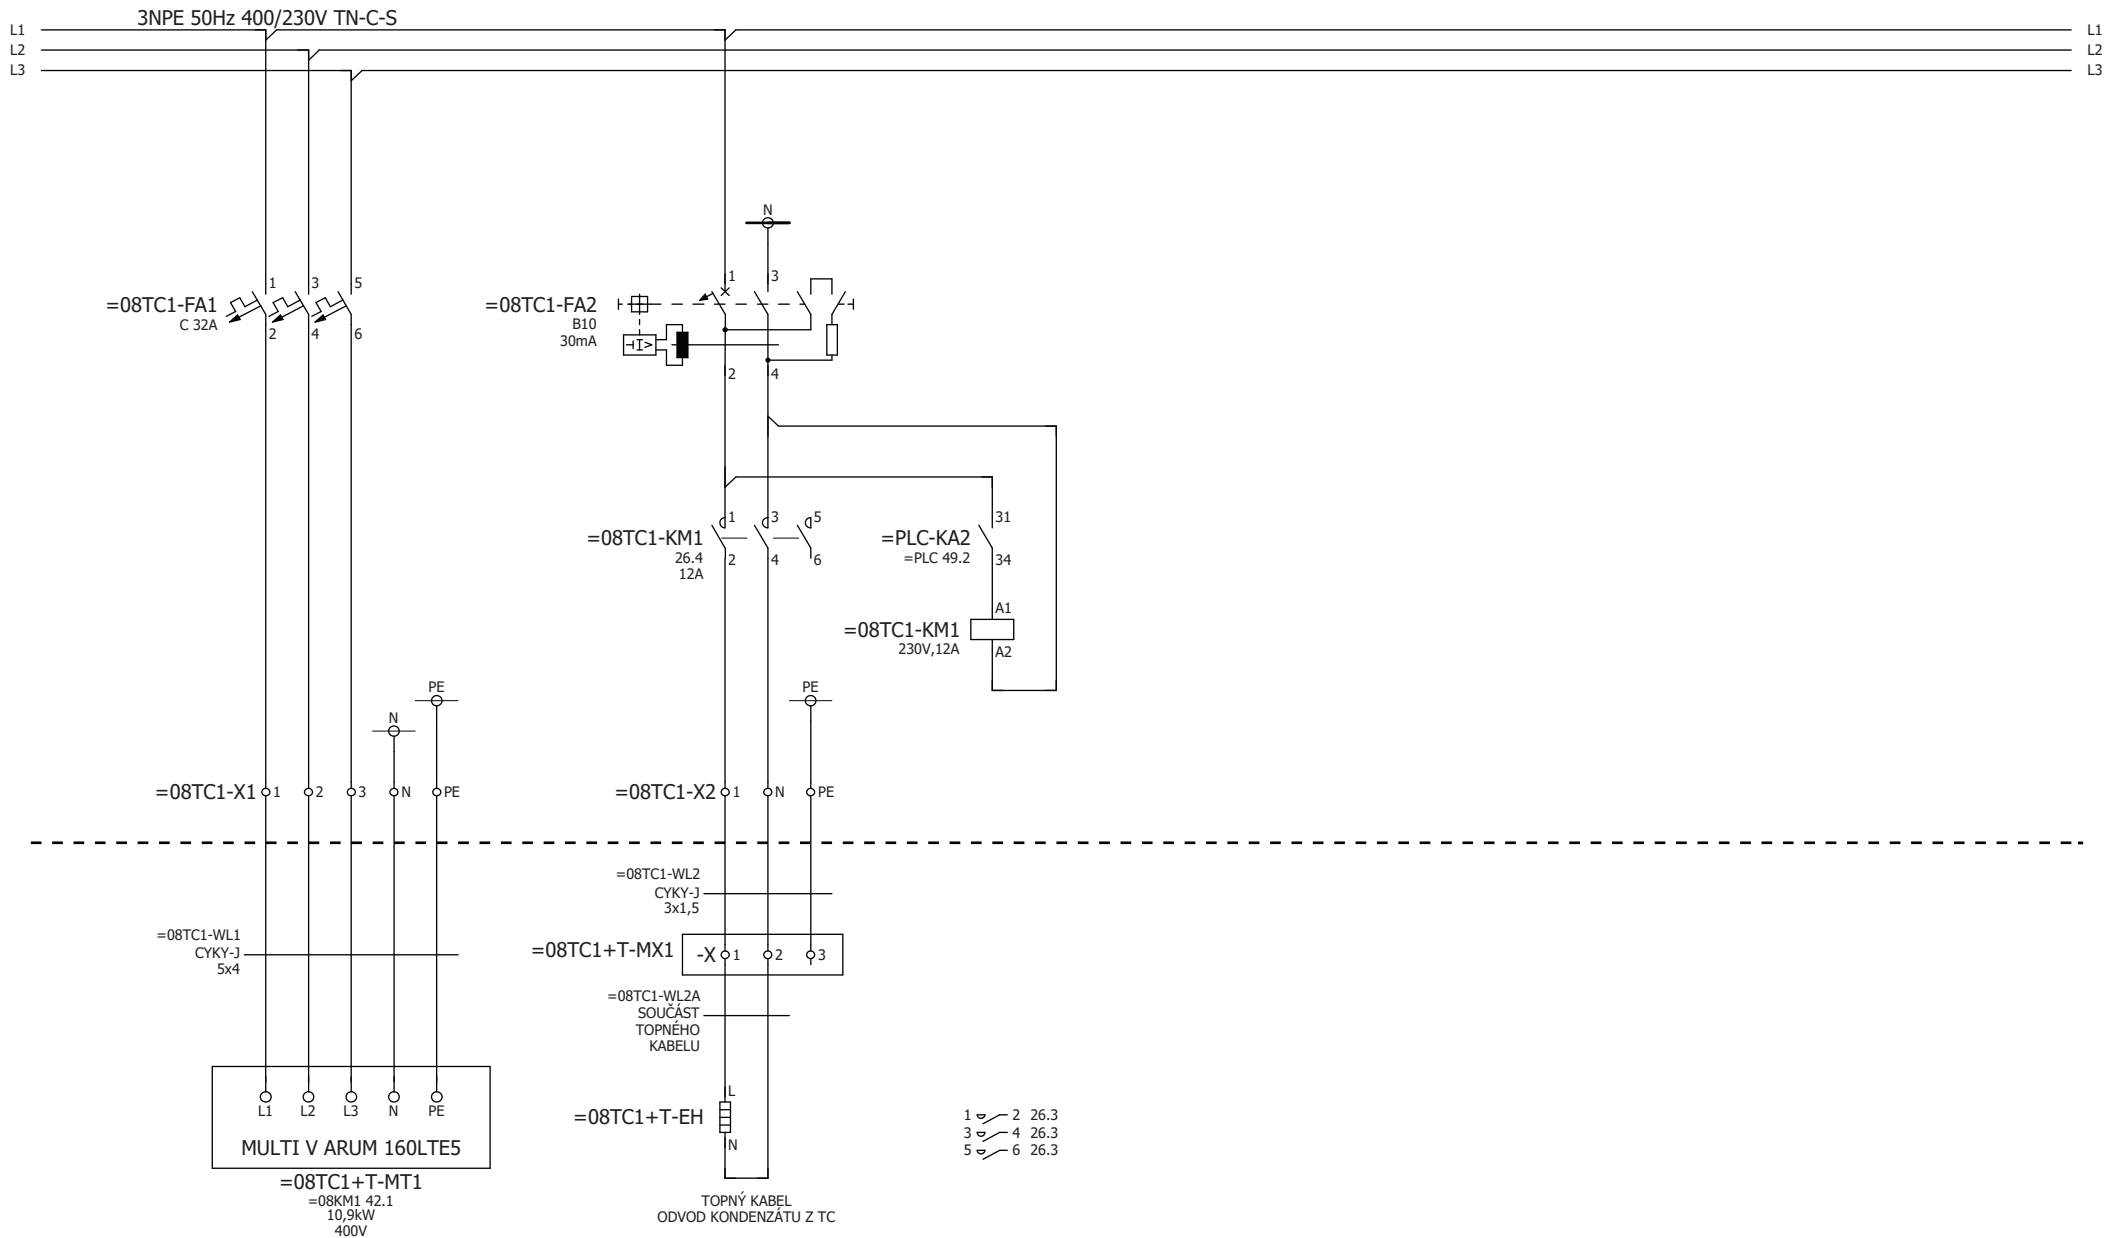 3NPE 50Hz 400/230V TN-C-S
L1 L1
L2 L2
L3 L3
N
1 3 5
=08TC1-FA1
C 32A
2 4 6
1 3
=08TC1-FA2
B10
30mA
I>
2 4
1 3 5
=08TC1-KM1
26.4
12A
2 4 6
31
=PLC-KA2
=PLC 49.2
34
A1
=08TC1-KM1
230V,12A
A2
PE
N
PE
=08TC1-X1 1 2 3 N PE
=08TC1-X2 1 N PE
=08TC1-WL2
CYKY-J
3x1,5
=08TC1-WL1
CYKY-J
5x4
=08TC1+T-MX1 -X 1 2 3
=08TC1-WL2A
SOUČÁST
TOPNÉHO
KABELU
L1 L2 L3 N PE
MULTI V ARUM 160LTE5
=08TC1+T-MT1
=08KM1 42.1
10,9kW
400V
L
=08TC1+T-EH
N
TOPNÝ KABEL
ODVOD KONDENZÁTU Z TC
1 2 26.3
3 4 26.3
5 6 26.3